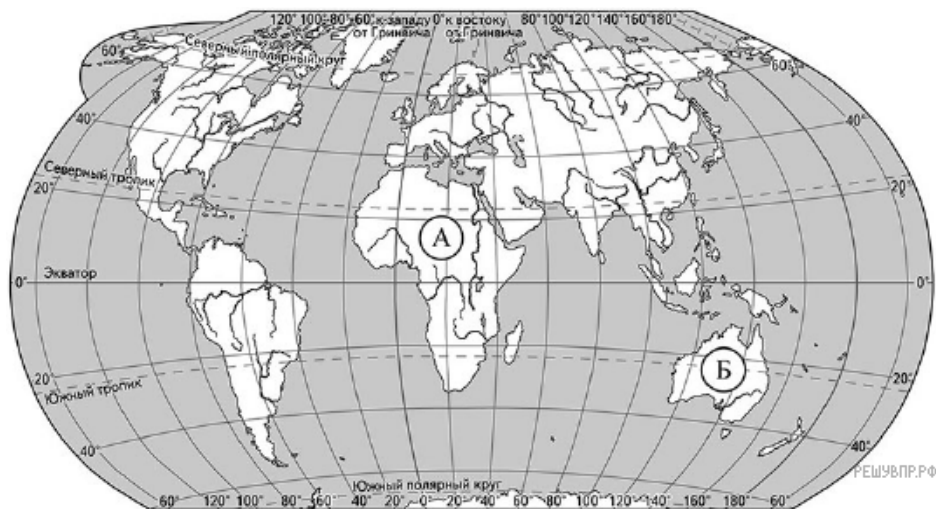 120° 100° 80° 60° к западу 0° к востоку 80° 100° 120° 140° 160° 180°
от Гринвича от Гринвича
Северный полярный круг
60° 60°
40° 40°
Северный тропик
20° 20°
А
Экватор
0° 0°
Б
20° 20°
Южный тропик
40° 40°
РЕШУВПР.РФ
Южный полярный круг
60° 120° 100° 80° 60° 40° 20° 0° 20° 40° 60° 80° 100° 120° 140° 160° 180° 60°